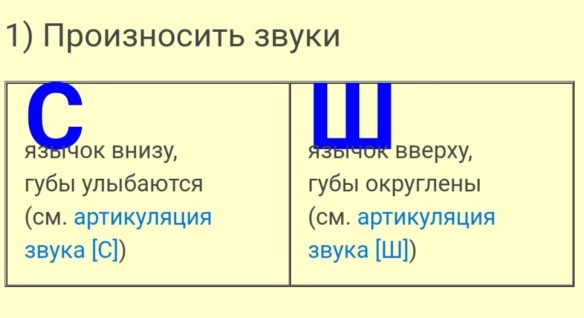 1) Произносить звуки
С
язычок внизу,
губы улыбаются
(см. артикуляция
звука [С])
Ш
язычок вверху,
губы округлены
(см. артикуляция
звука [Ш])